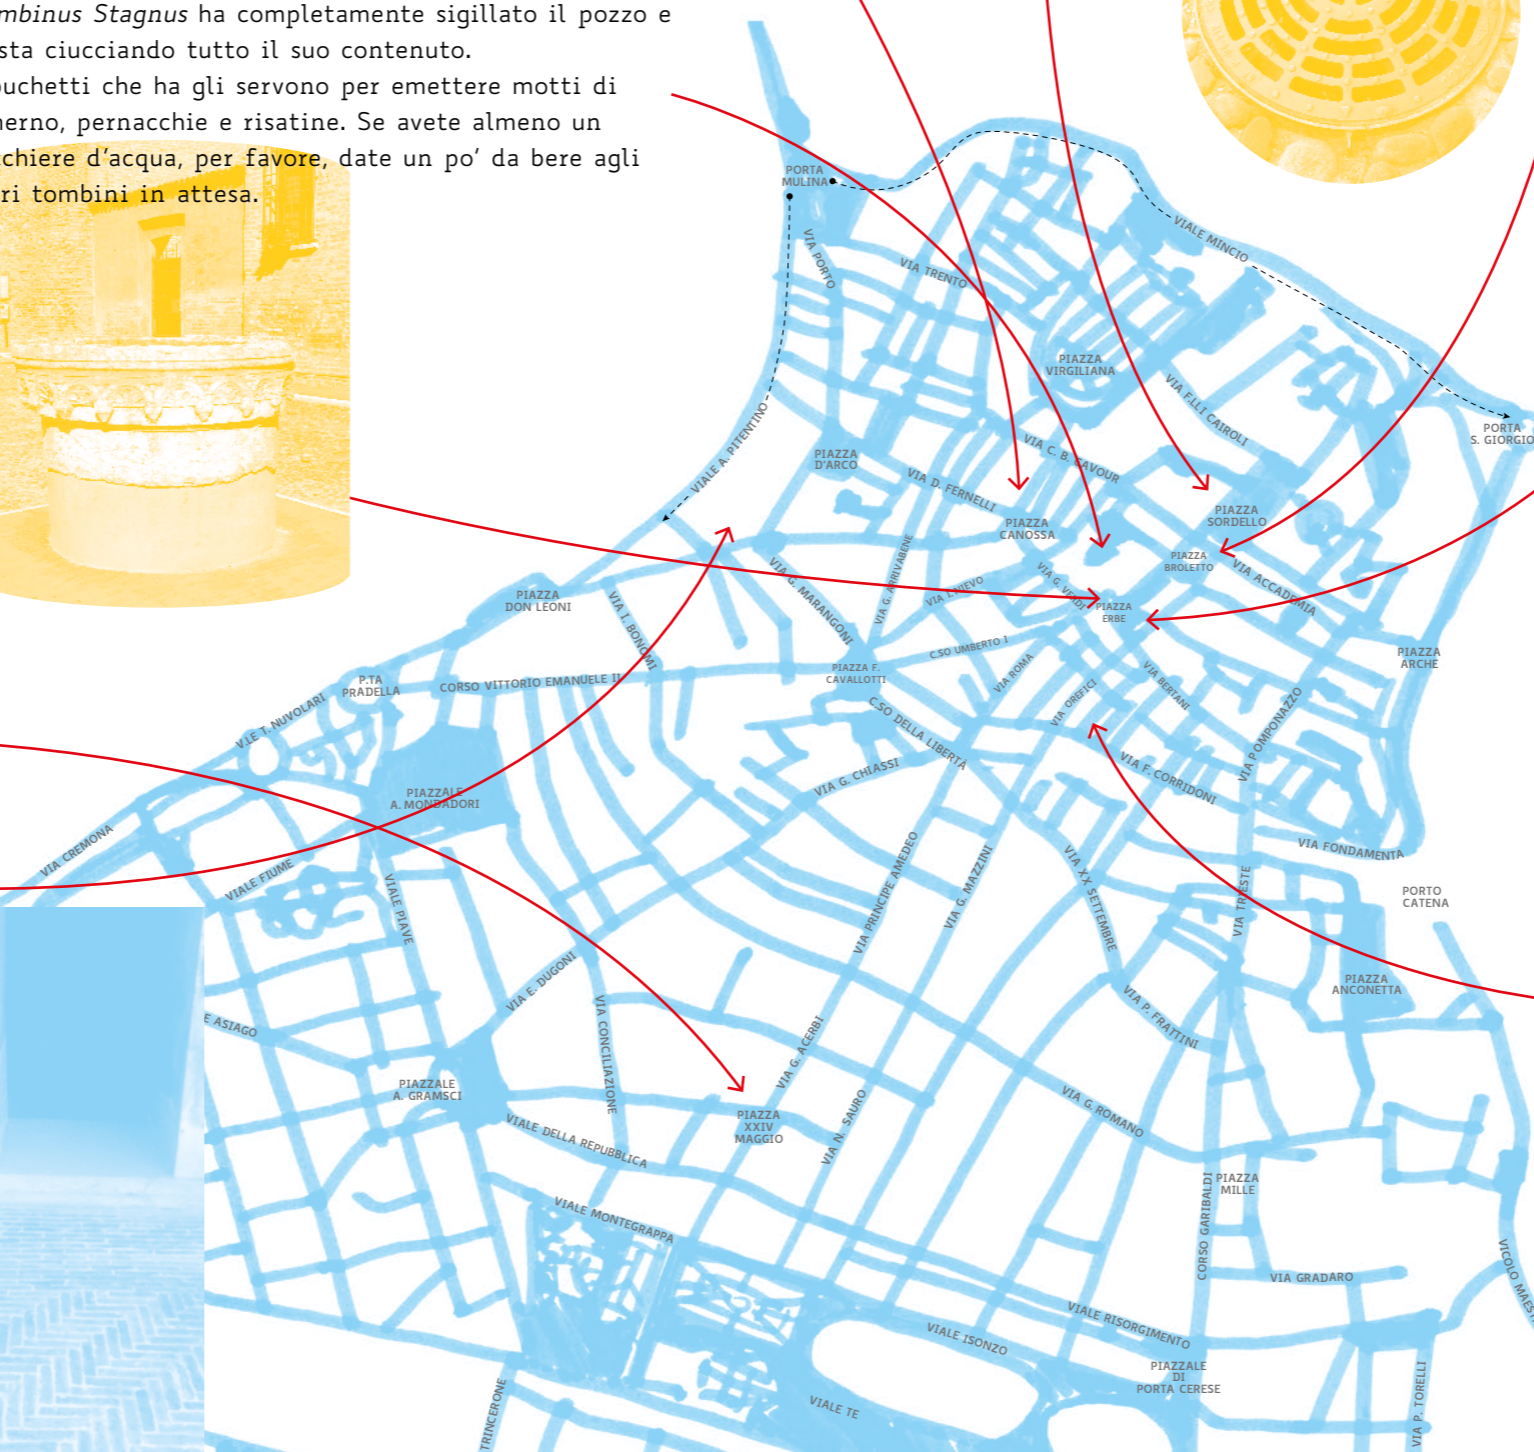 mbinus Stagnus ha completamente sigillato il pozzo e
sta ciucciando tutto il suo contenuto.
buchetti che ha gli servono per emettere motti di
herno, pernacchie e risatine. Se avete almeno un
chiere d'acqua, per favore, date un po' da bere agli
ri tombini in attesa.
PORTA
MULINA
VIA PORTO
VIA TRENTO
VIALE MINCIO
PIAZZA
VIRGILIANA
VIA F.LLI CAIROLI
PORTA
S. GIORGIO
VIALE A. PITENTINO
PIAZZA
D'ARCO
VIA C. B. CAVOUR
VIA D. FERNELLI
PIAZZA
CANOSSA
PIAZZA
SORDELLO
PIAZZA
BROLETTO
VIA ACCADEMIA
VIA G. ARRIVABENE
VIA I. NIEVO
VIA G. VERDI
PIAZZA
ERBE
PIAZZA
DON LEONI
VIA I. BONOMI
VIA G. MARANGONI
C.SO UMBERTO I
PIAZZA
ARCHE
PIAZZA F.
CAVALLOTTI
VIA ROMA
VIA OREFICI
VIA BERTANI
P.TA
PRADELLA
CORSO VITTORIO EMANUELE II
V.LE T. NUVOLARI
C.SO DELLA LIBERTÀ
VIA POMPONAZZO
VIA G. CHIASSI
VIA F. CORRIDONI
PIAZZALE
A. MONDADORI
VIA CREMONA
VIALE FIUME
VIALE PIAVE
VIA PRINCIPE AMEDEO
VIA G. MAZZINI
VIA XX SETTEMBRE
VIA TRIESTE
VIA FONDAMENTA
PORTO
CATENA
PIAZZA
ANCONETTA
VIA E. DUGONI
VIA CONCILIAZIONE
E ASIAGO
VIA P. FRATTINI
VIA G. ACERBI
PIAZZALE
A. GRAMSCI
PIAZZA
XXIV
MAGGIO
VIA N. SAURO
VIA G. ROMANO
VIALE DELLA REPUBBLICA
PIAZZA
MILLE
CORSO GARIBALDI
VIALE MONTEGRAPPA
VIA GRADARO
VICOLO MAEST
VIALE RISORGIMENTO
VIALE ISONZO
PIAZZALE
DI
PORTA CERESE
VIALE TE
TRINCERONE
VIA P. TORELLI